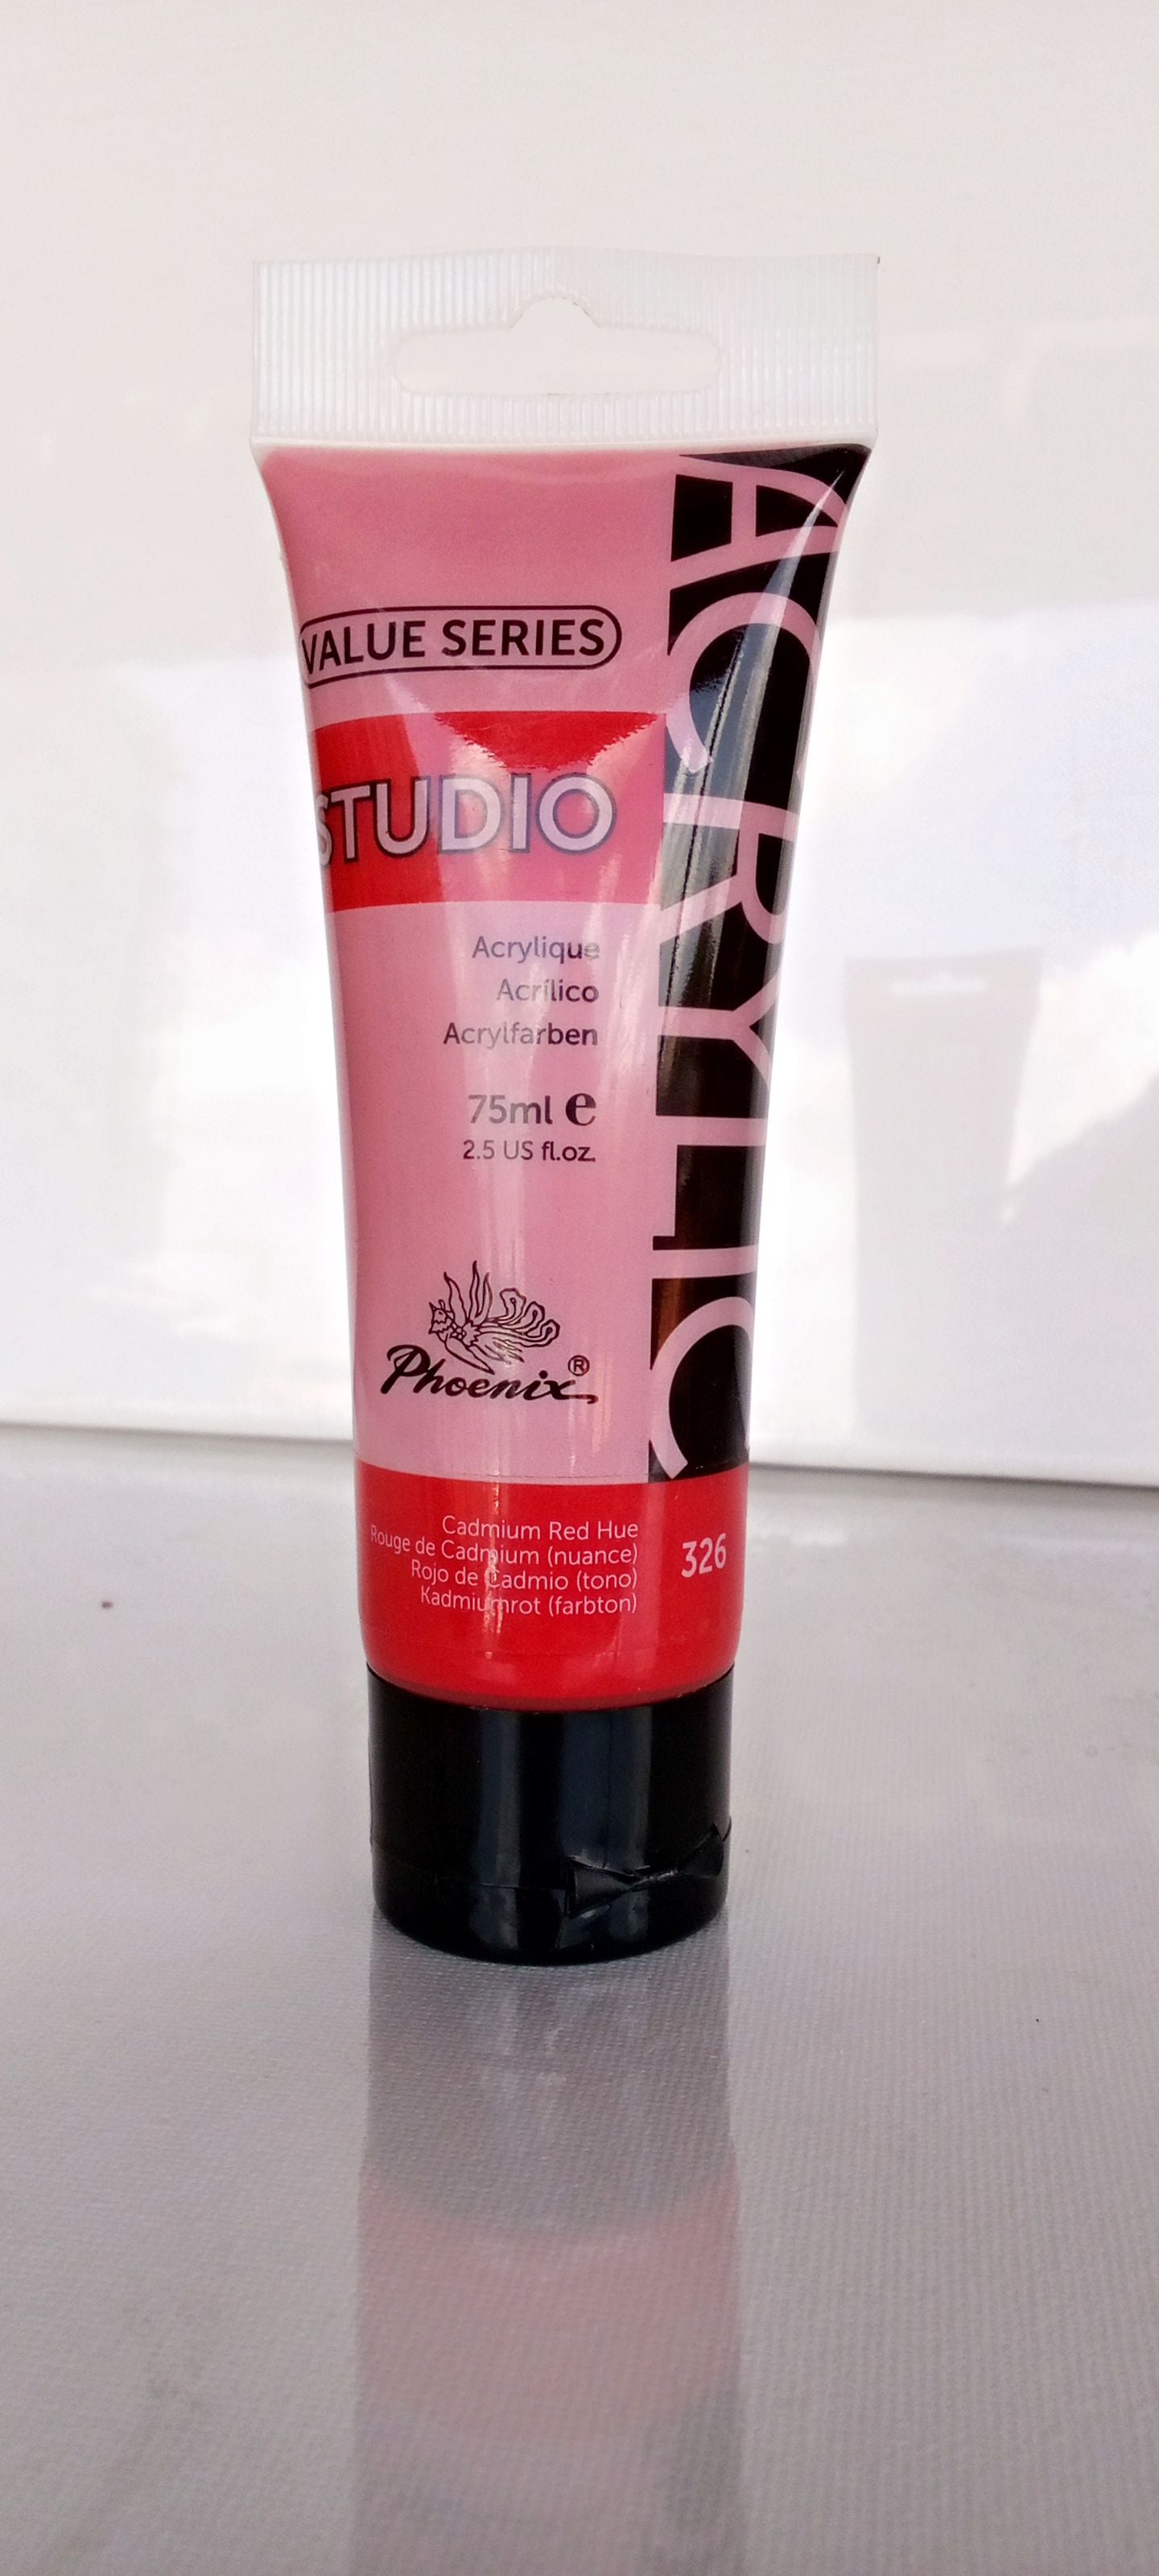 VALUE SERIES
STUDIO
Acrylique
Acrílico
Acrylfarben
75ml e
2.5 US fl.oz.
Phoenix®
ACRYLIC
Cadmium Red Hue
Rouge de Cadmium (nuance)
Rojo de Cadmio (tono)
Kadmiumrot (farbton)
326